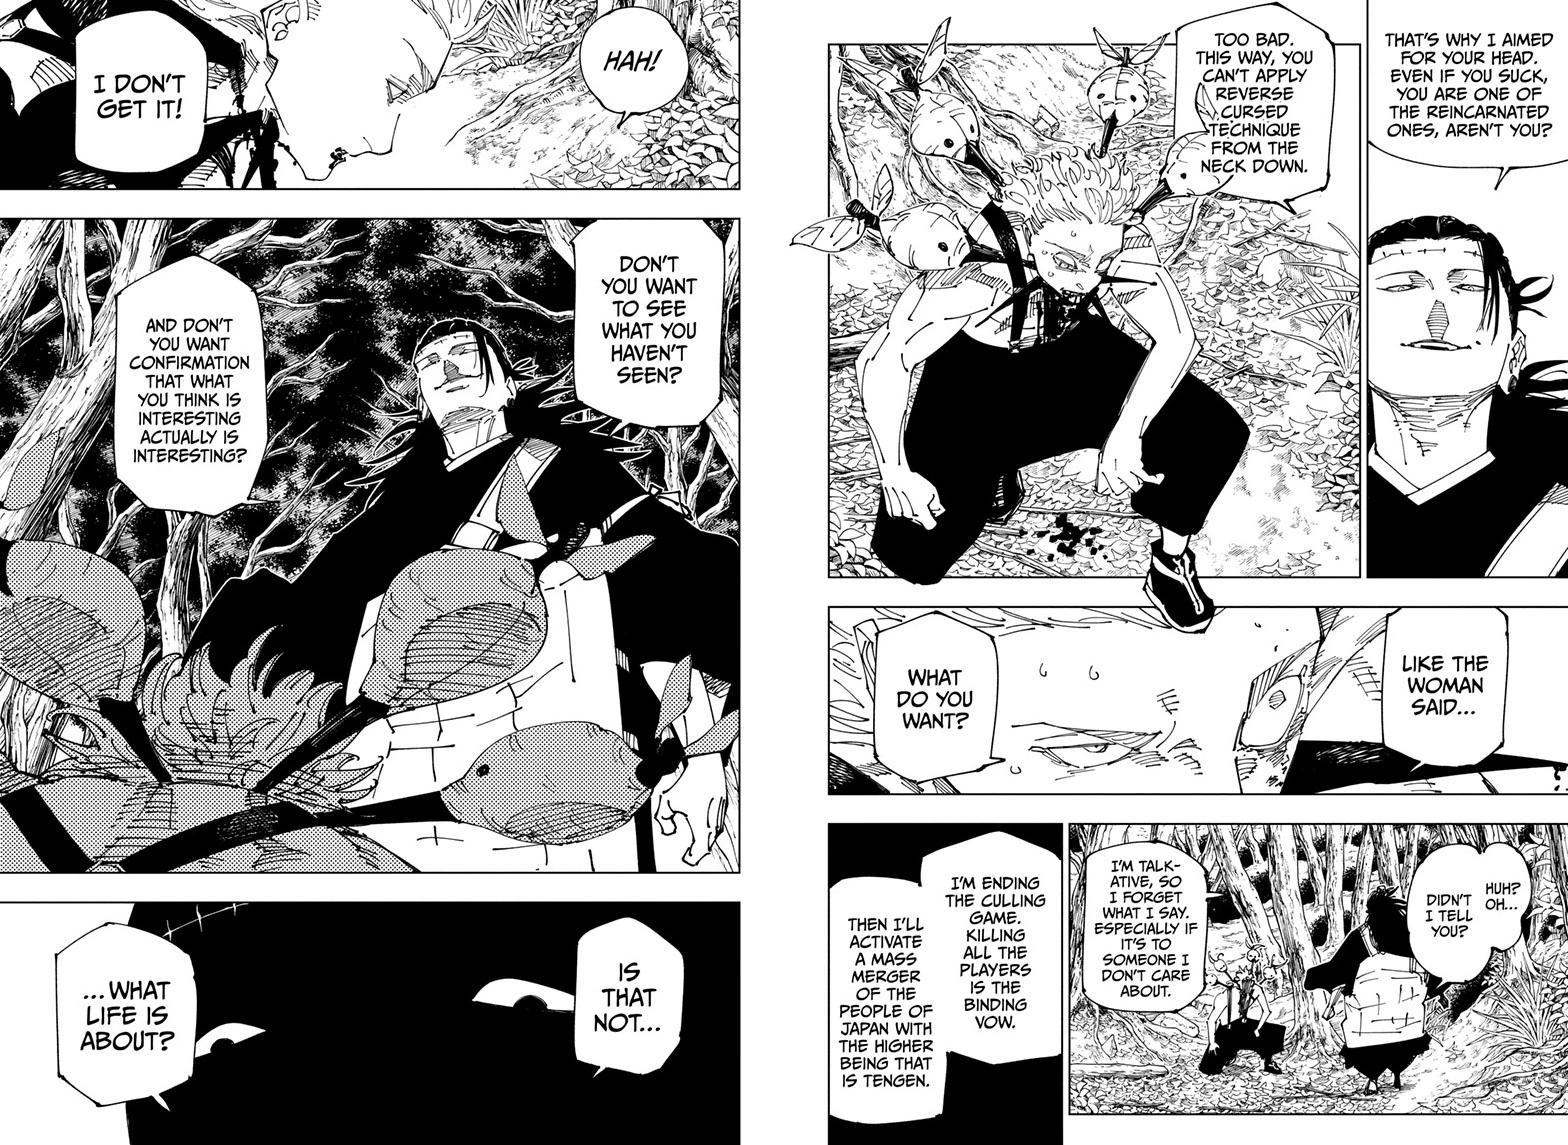 THAT'S WHY I AIMED
FOR YOUR HEAD.
EVEN IF YOU SUCK,
YOU ARE ONE OF
THE REINCARNATED
ONES, AREN'T YOU?
TOO BAD.
THIS WAY, YOU
CAN'T APPLY
REVERSE
CURSED
TECHNIQUE
FROM THE
NECK DOWN.
LIKE THE
WOMAN
SAID...
WHAT
DO YOU
WANT?
HUH?
OH...
DIDN'T
I TELL
YOU?
I'M TALK-
ATIVE, SO
I FORGET
WHAT I SAY.
ESPECIALLY IF
IT'S TO
SOMEONE I
DON'T CARE
ABOUT.
I'M ENDING
THE CULLING
GAME.
KILLING
ALL THE
PLAYERS
IS THE
BINDING
VOW.
THEN I'LL
ACTIVATE
A MASS
MERGER
OF THE
PEOPLE OF
JAPAN WITH
THE HIGHER
BEING THAT
IS TENGEN.
HAH!
I DON'T
GET IT!
DON'T
YOU WANT
TO SEE
WHAT YOU
HAVEN'T
SEEN?
AND DON'T
YOU WANT
CONFIRMATION
THAT WHAT
YOU THINK IS
INTERESTING
ACTUALLY IS
INTERESTING?
IS
THAT
NOT...
...WHAT
LIFE IS
ABOUT?